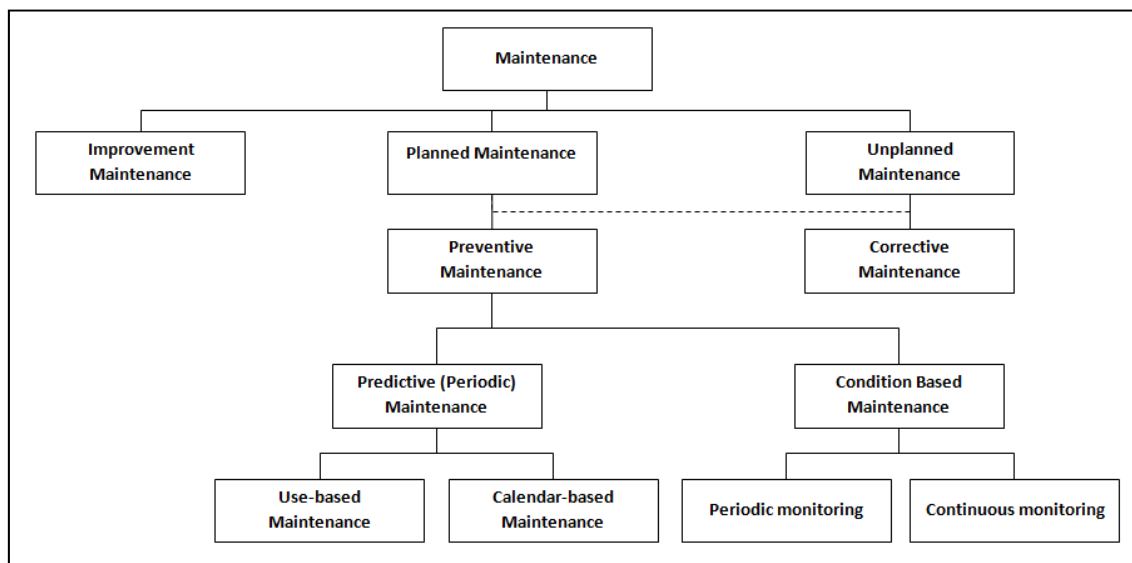 Maintenance
Improvement
Maintenance
Planned Maintenance
Unplanned
Maintenance
Preventive
Maintenance
Corrective
Maintenance
Predictive (Periodic)
Maintenance
Condition Based
Maintenance
Use-based
Maintenance
Calendar-based
Maintenance
Periodic monitoring
Continuous monitoring